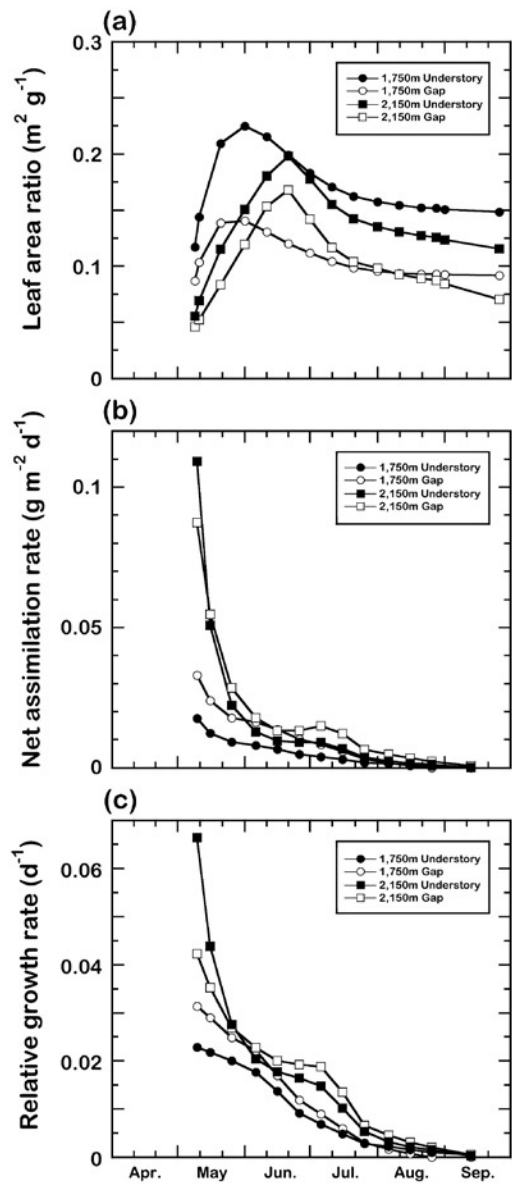 (a)
0.3
0.2
0.1
0
Leaf area ratio (m² g⁻¹)
1,750m Understory
1,750m Gap
2,150m Understory
2,150m Gap
(b)
0.1
0.05
0
Net assimilation rate (g m⁻² d⁻¹)
1,750m Understory
1,750m Gap
2,150m Understory
2,150m Gap
(c)
0.06
0.04
0.02
0
Relative growth rate (d⁻¹)
1,750m Understory
1,750m Gap
2,150m Understory
2,150m Gap
Apr. May Jun. Jul. Aug. Sep.